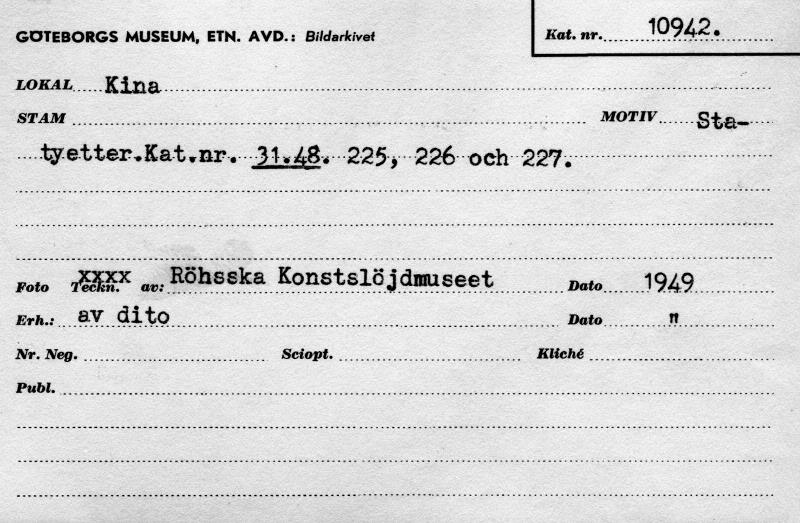 GÖTEBORGS MUSEUM, ETN. AVD.: Bildarkivet
Kat. nr. 10942.
LOKAL Kina
STAM MOTIV Sta-
tyetter.Kat.nr. 31.48. 225, 226 och 227.
Foto Teckn. av: xxxx Röhsska Konstslöjdmuseet Dato 1949
Erh.: av dito Dato "
Nr. Neg. Sciopt. Kliché
Publ.